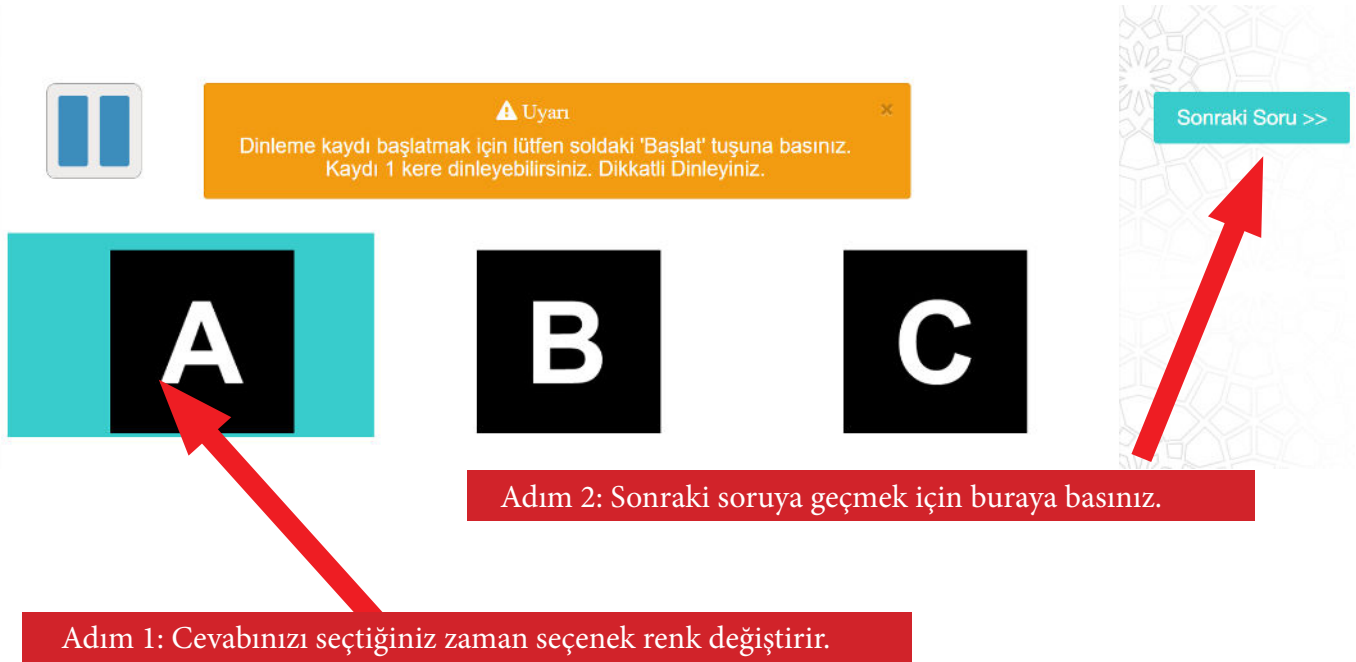 Uyarı
×
Dinleme kaydı başlatmak için lütfen soldaki 'Başlat' tuşuna basınız.
Kaydı 1 kere dinleyebilirsiniz. Dikkatli Dinleyiniz.
Sonraki Soru >>
A
B
C
Adım 2: Sonraki soruya geçmek için buraya basınız.
Adım 1: Cevabınızı seçtiğiniz zaman seçenek renk değiştirir.